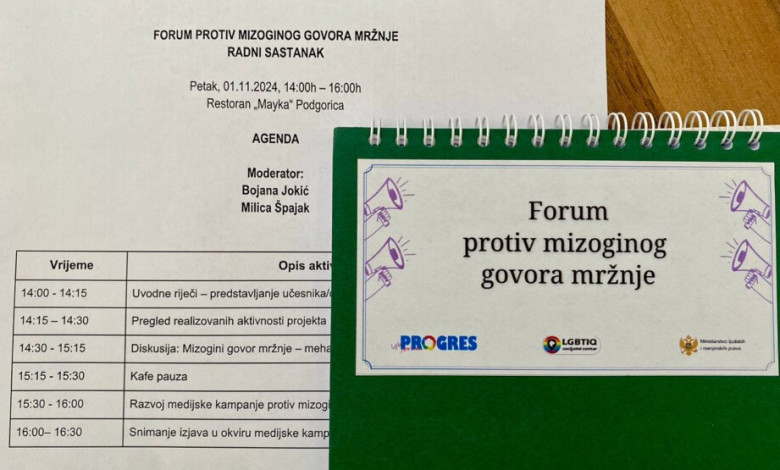 FORUM PROTIV MIZOGINOG GOVORA MRŽNJE
RADNI SASTANAK
Petak, 01.11.2024, 14:00h – 16:00h
Restoran „Mayka“ Podgorica
AGENDA
Moderator:
Bojana Jokić
Milica Špajak
Vrijeme
Opis aktiv
14:00 - 14:15
Uvodne riječi – predstavljanje učesnika/
14:15 – 14:30
Pregled realizovanih aktivnosti projekta
14:30 - 15:15
Diskusija: Mizogini govor mržnje – meha
15:15 - 15:30
Kafe pauza
15:30 - 16:00
Razvoj medijske kampanje protiv mizogi
16:00– 16:30
Snimanje izjava u okviru medijske kamp
Forum
protiv mizoginog
govora mržnje
PROGRES
LGBTIQ
Ministarstvo ljudskih
i manjinskih prava